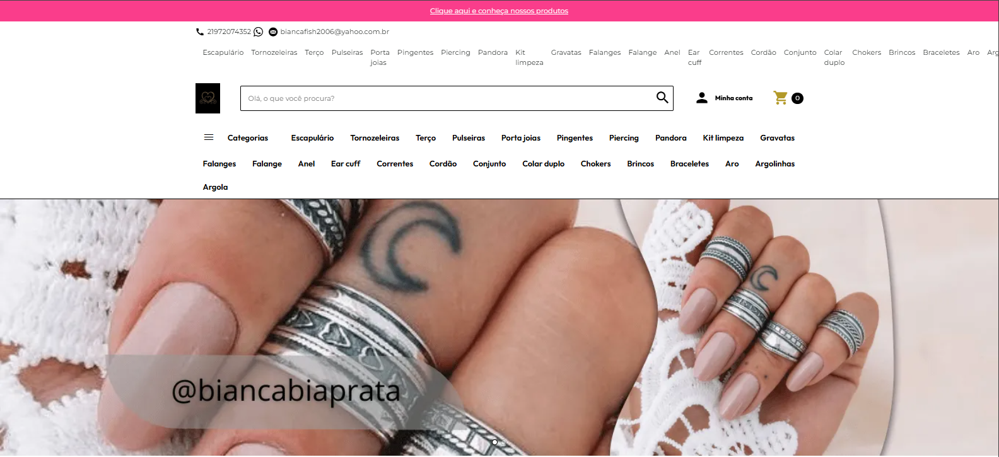 Clique aqui e conheça nossos produtos
21972074352 biancafish2006@yahoo.com.br
Escapulário Tornozeleiras Terço Pulseiras Porta joias Pingentes Piercing Pandora Kit limpeza Gravatas Falanges Falange Anel Ear cuff Correntes Cordão Conjunto Colar duplo Chokers Brincos Braceletes Aro
Olá, o que você procura?
Minha conta
0
Categorias Escapulário Tornozeleiras Terço Pulseiras Porta joias Pingentes Piercing Pandora Kit limpeza Gravatas
Falanges Falange Anel Ear cuff Correntes Cordão Conjunto Colar duplo Chokers Brincos Braceletes Aro Argolinhas
Argola
@biancabiaprata